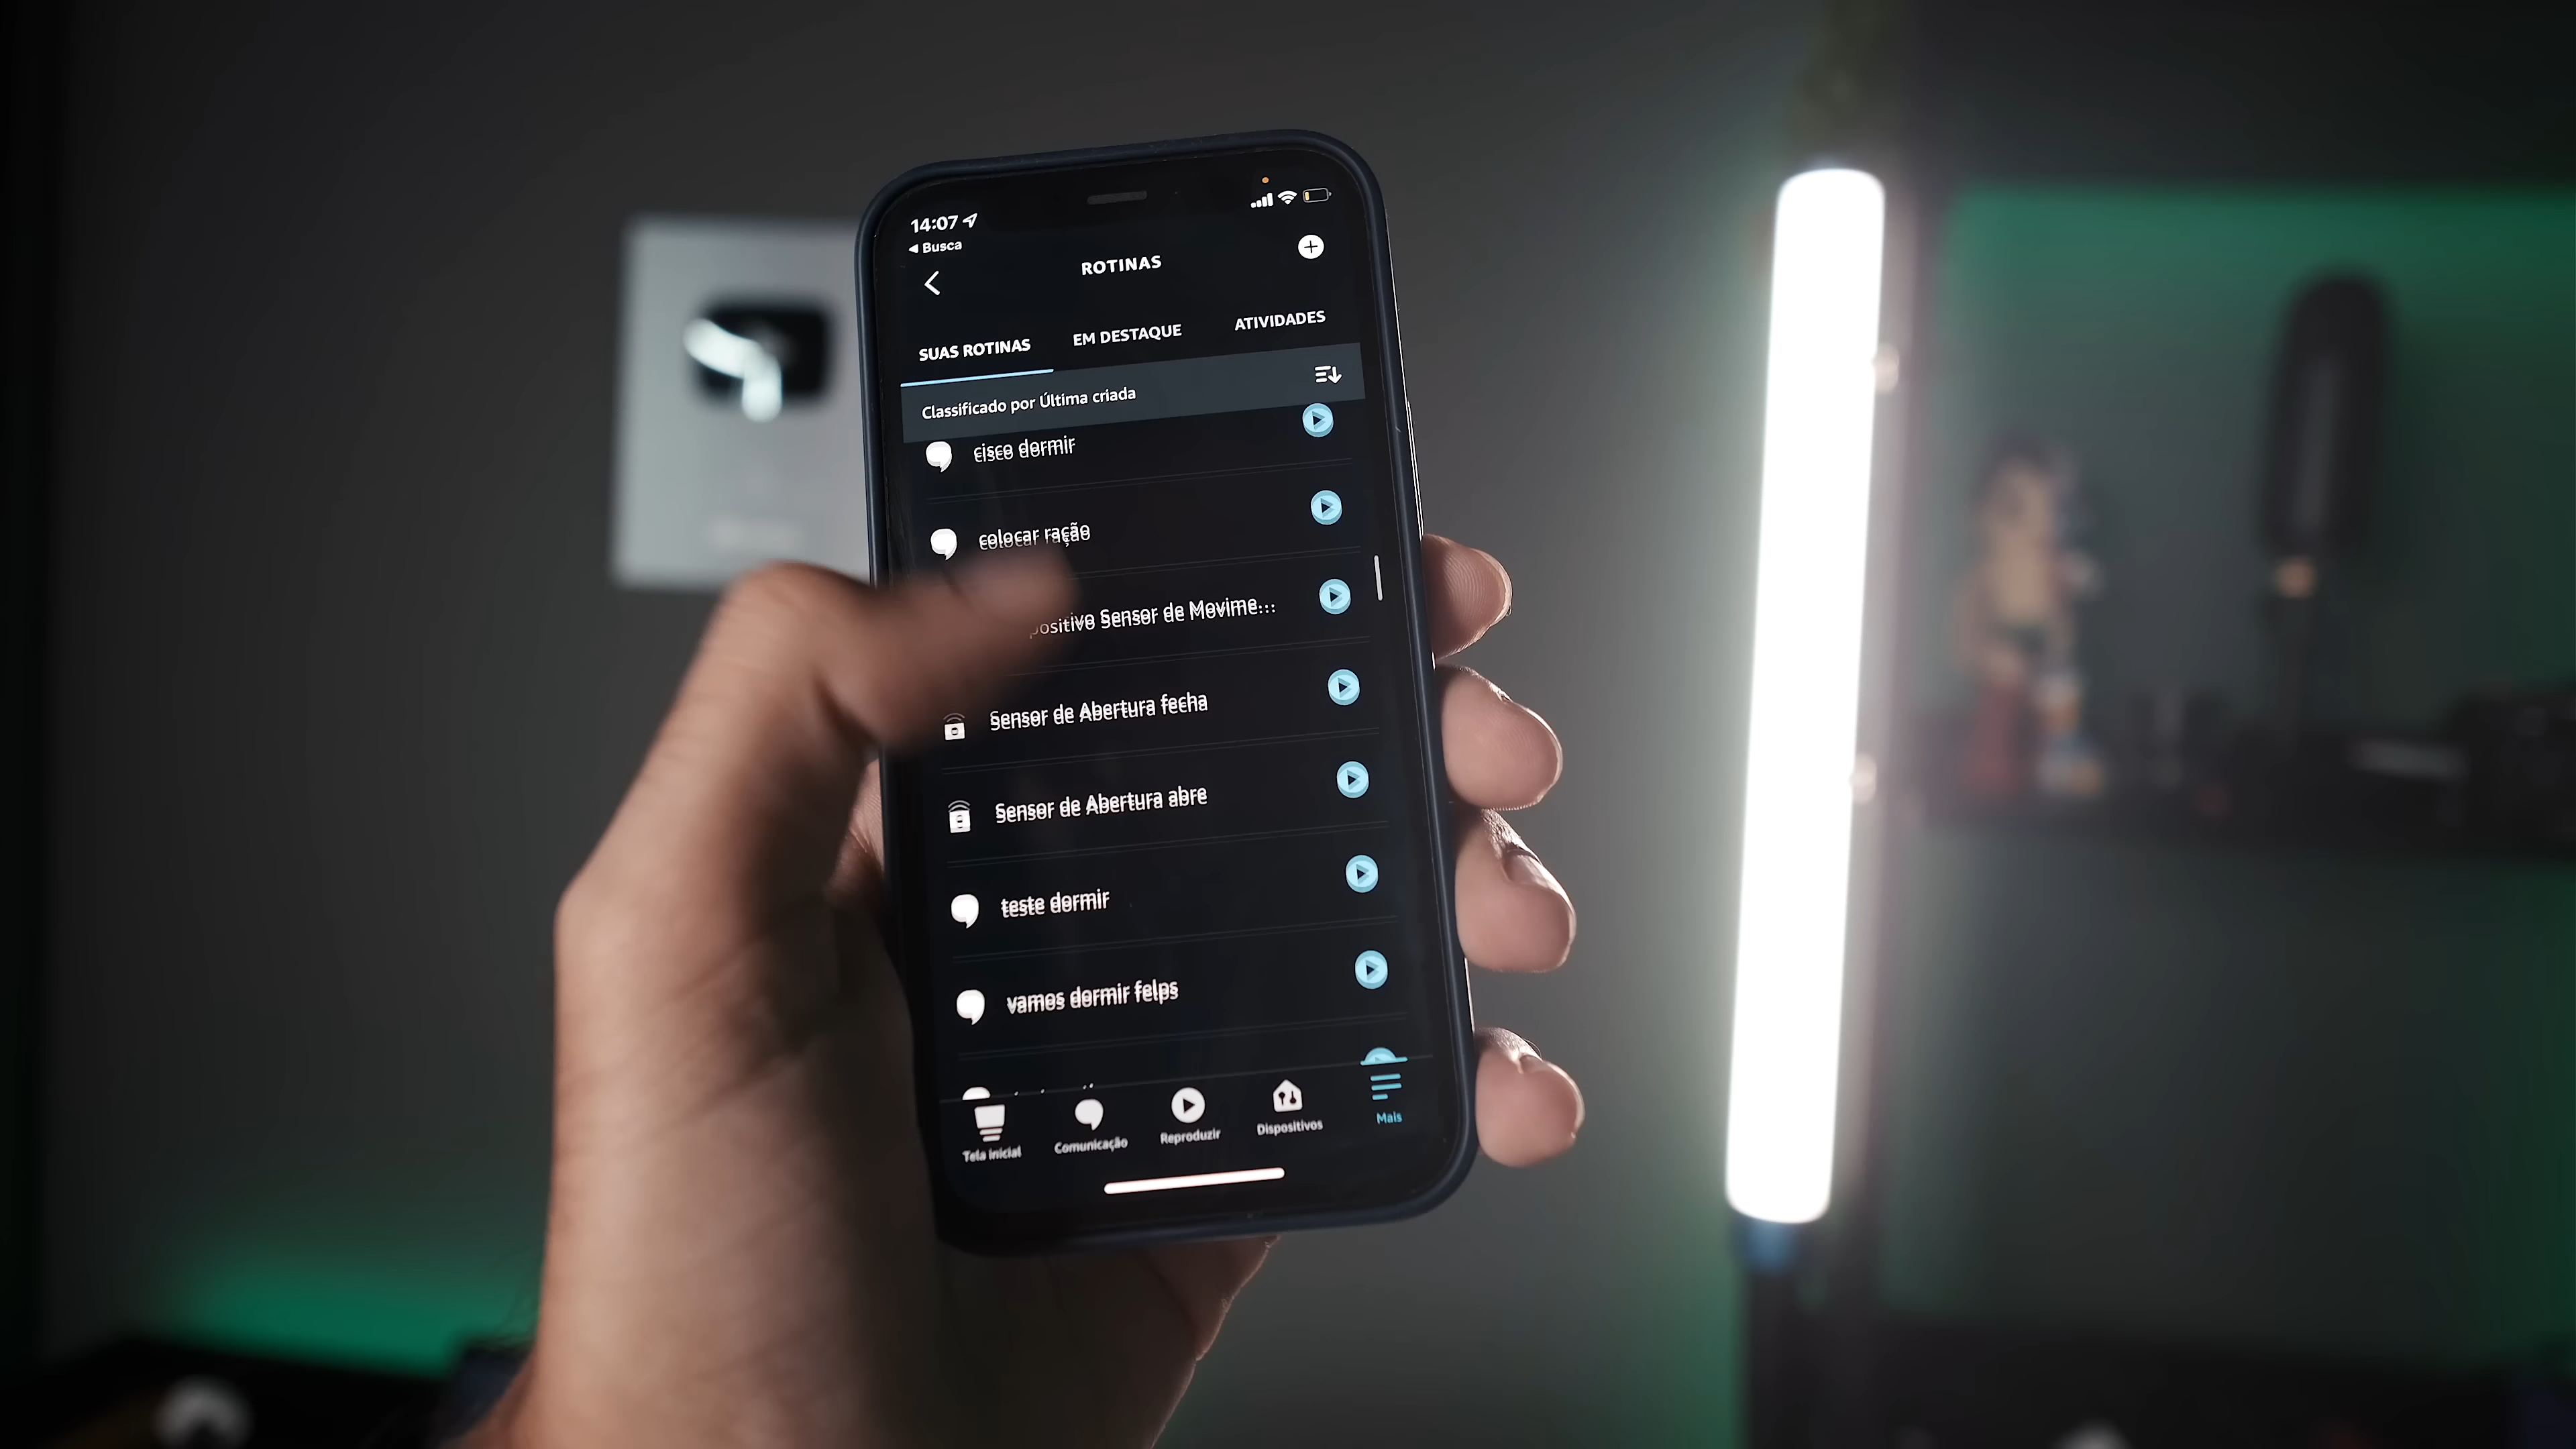 14:07
Busca
ROTINAS
SUAS ROTINAS
EM DESTAQUE
ATIVIDADES
Classificado por Última criada
cisco dormir
colocar ração
positivo Sensor de Movime...
Sensor de Abertura fecha
Sensor de Abertura abre
teste dormir
vamos dormir felps
Tela inicial
Comunicação
Reproduzir
Dispositivos
Mais